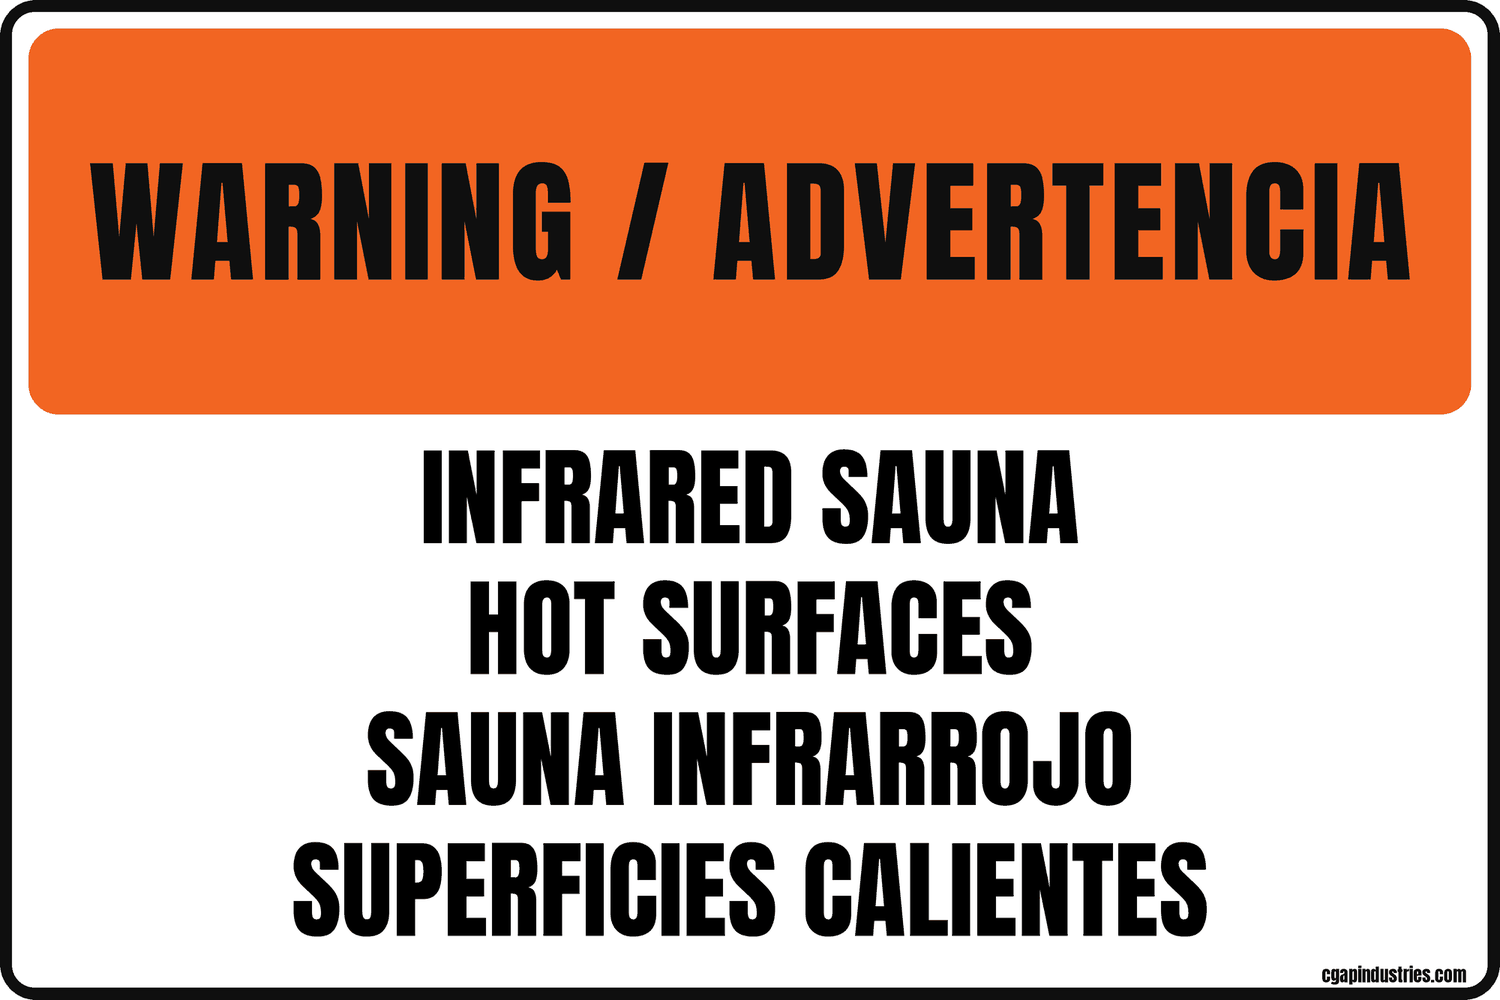 WARNING / ADVERTENCIA
INFRARED SAUNA
HOT SURFACES
SAUNA INFRARROJO
SUPERFICIES CALIENTES
cgapindustries.com